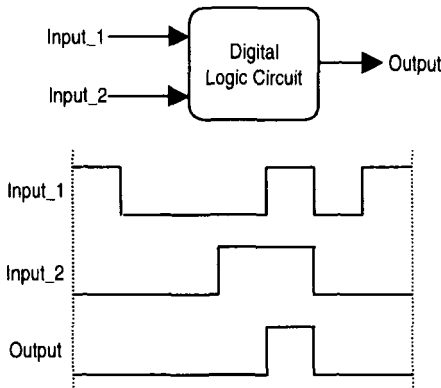 Input_1
Input_2
Digital
Logic Circuit
Output
Input_1
Input_2
Output